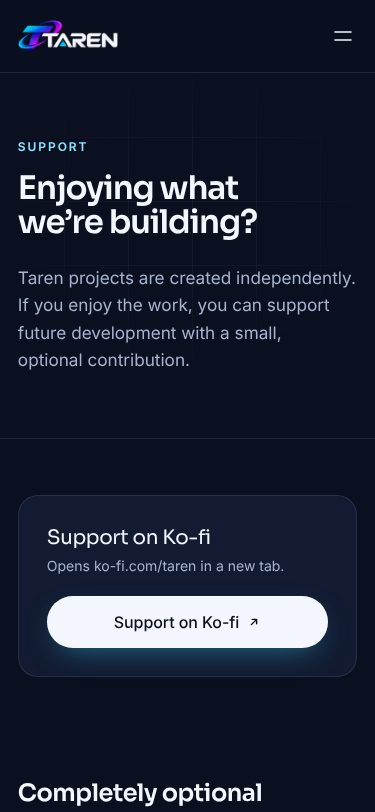 TAREN
SUPPORT
Enjoying what
we’re building?
Taren projects are created independently.
If you enjoy the work, you can support
future development with a small,
optional contribution.
Support on Ko-fi
Opens ko-fi.com/taren in a new tab.
Support on Ko-fi ↗
Completely optional